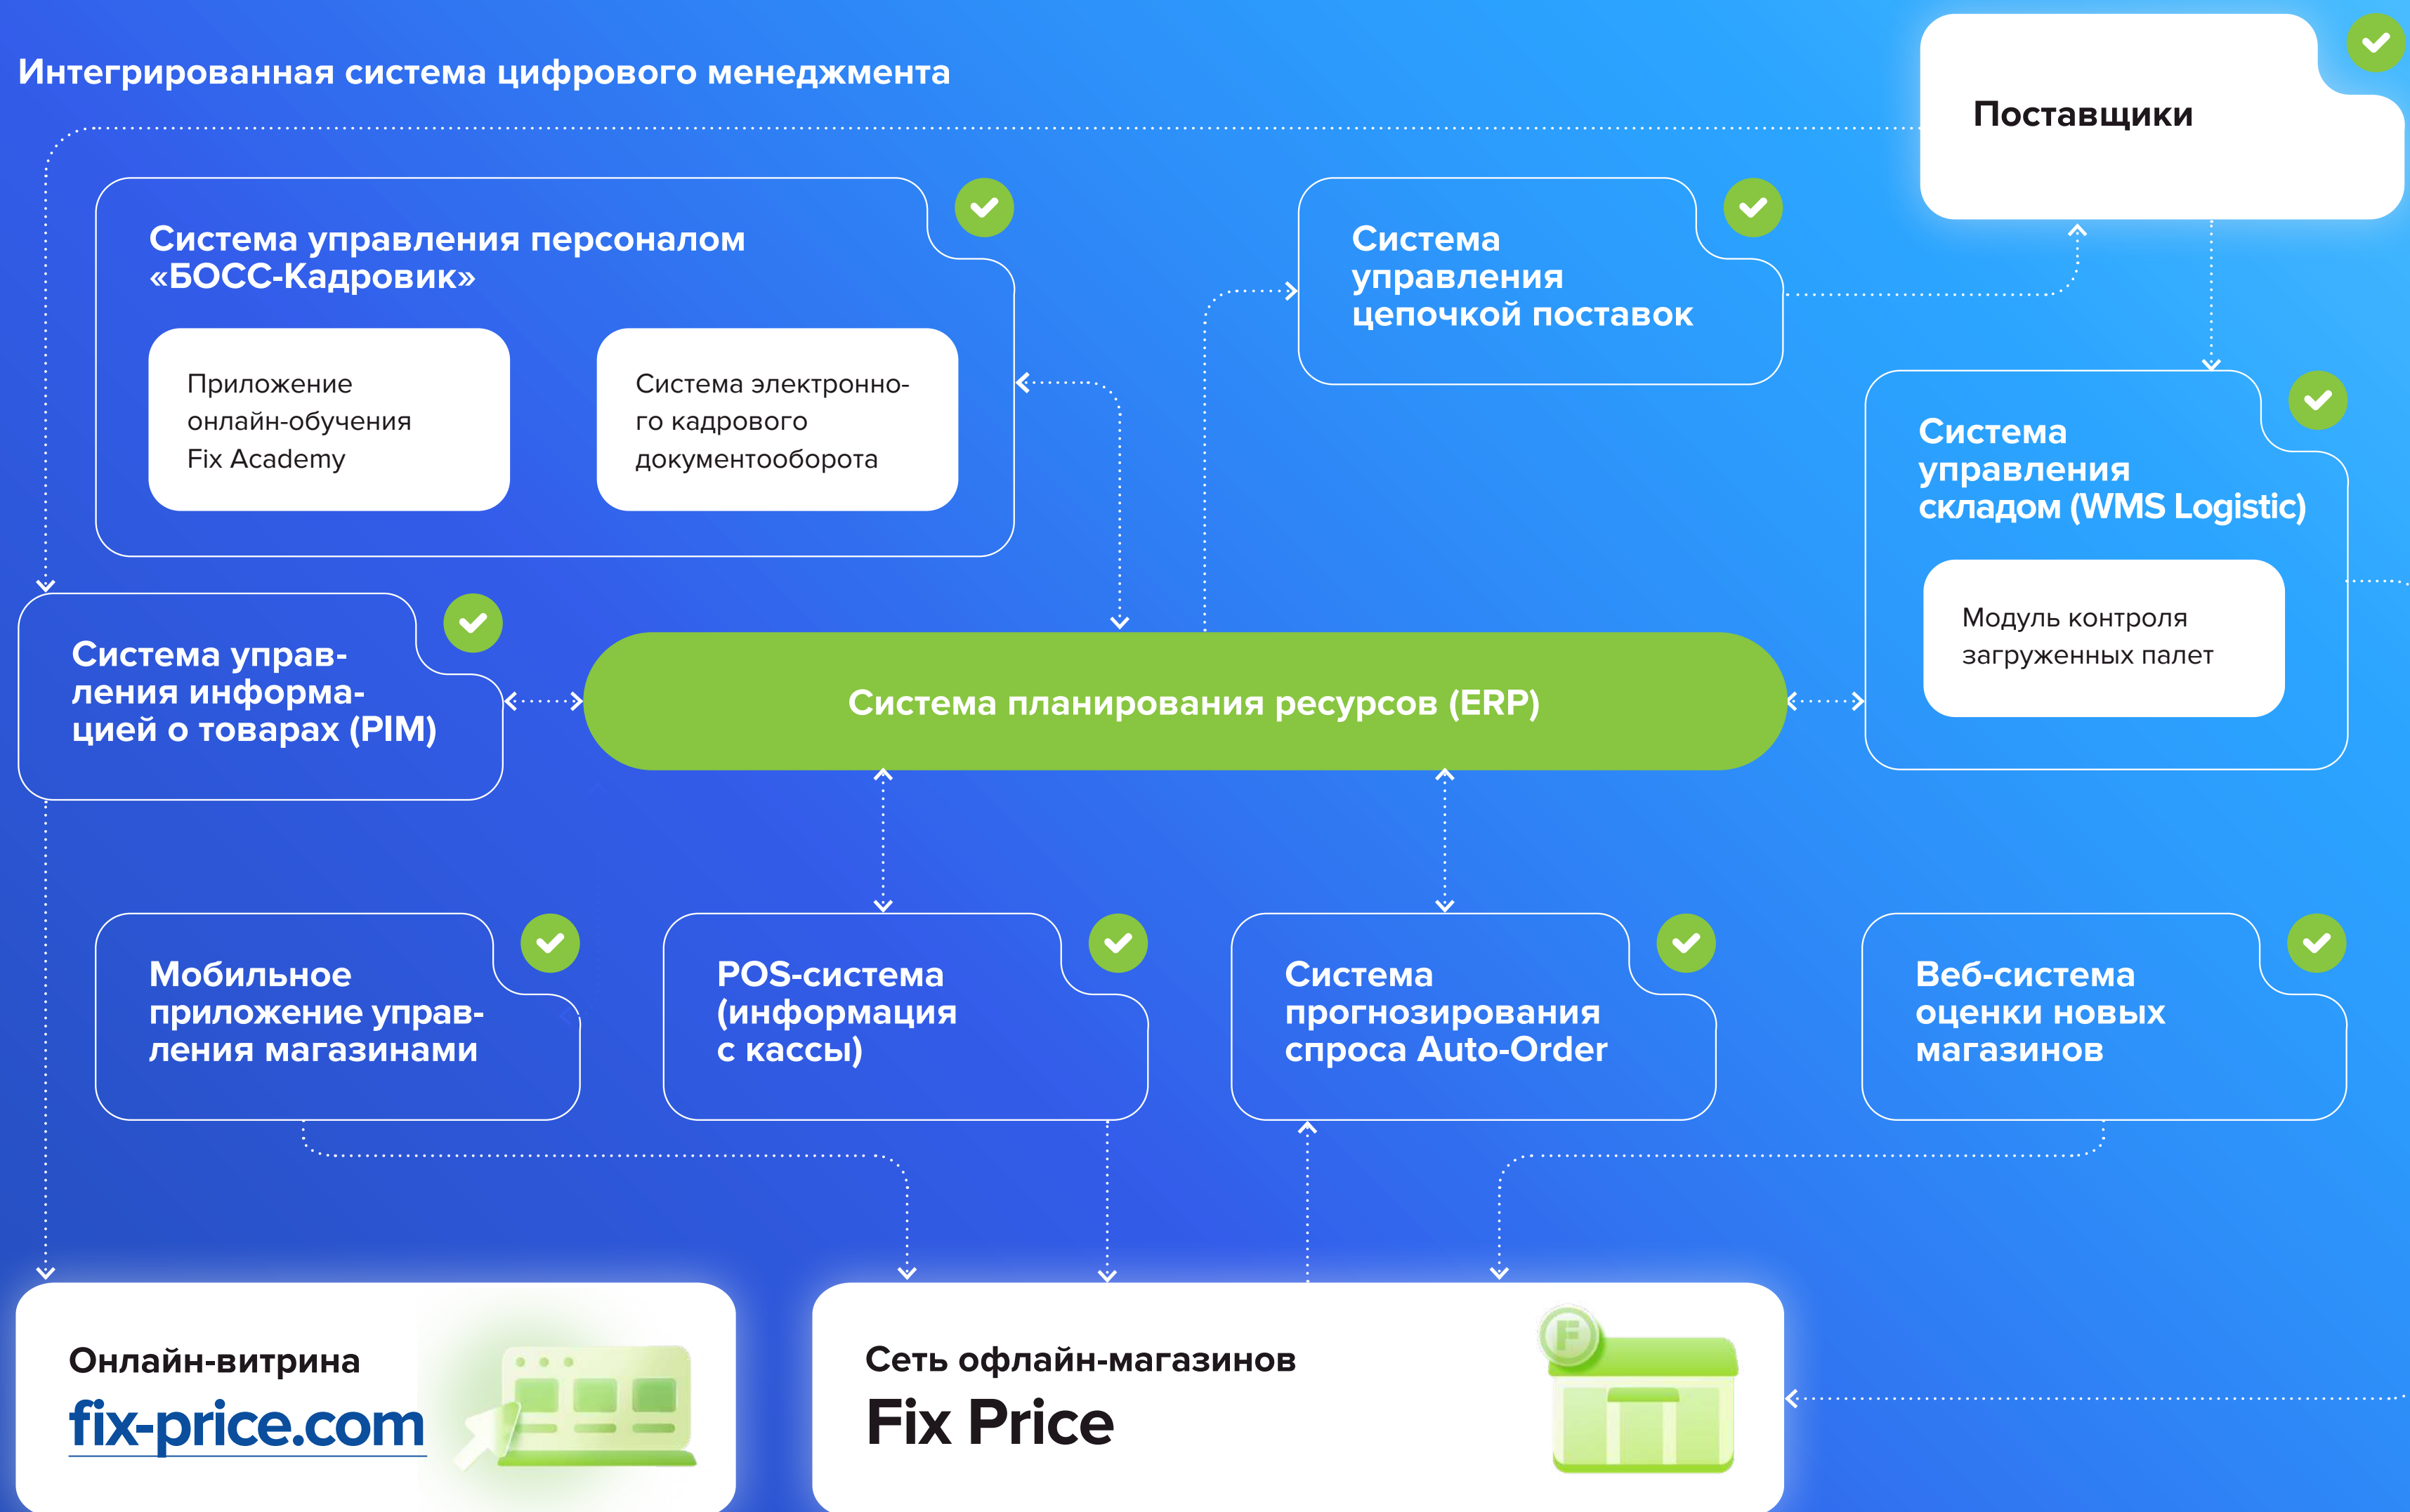 Интегрированная система цифрового менеджмента
Поставщики
Система управления персоналом
«БОСС-Кадровик»
Приложение
онлайн-обучения
Fix Academy
Система электронно-
го кадрового
документооборота
Система
управления
цепочкой поставок
Система
управления
складом (WMS Logistic)
Модуль контроля
загруженных палет
Система управ-
ления информа-
цией о товарах (PIM)
Система планирования ресурсов (ERP)
Мобильное
приложение управ-
ления магазинами
POS-система
(информация
с кассы)
Система
прогнозирования
спроса Auto-Order
Веб-система
оценки новых
магазинов
Онлайн-витрина
fix-price.com
Сеть офлайн-магазинов
Fix Price
F